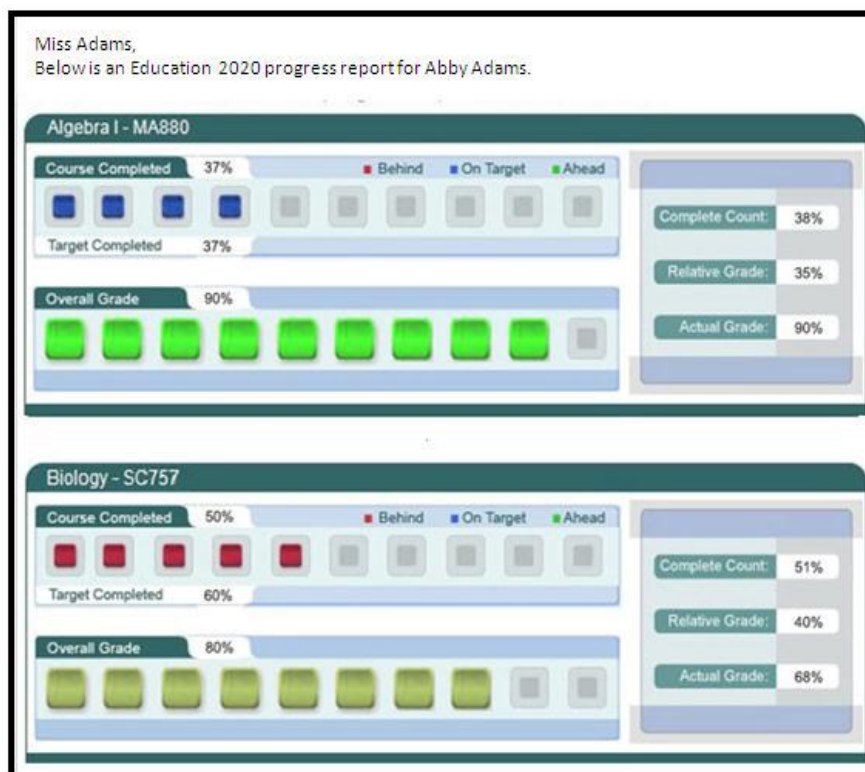 Miss Adams,
Below is an Education 2020 progress report for Abby Adams.
Algebra I - MA880
Course Completed 37% Behind On Target Ahead
Target Completed 37%
Overall Grade 90%
Complete Count: 38%
Relative Grade: 35%
Actual Grade: 90%
Biology - SC757
Course Completed 50% Behind On Target Ahead
Target Completed 60%
Overall Grade 80%
Complete Count: 51%
Relative Grade: 40%
Actual Grade: 68%